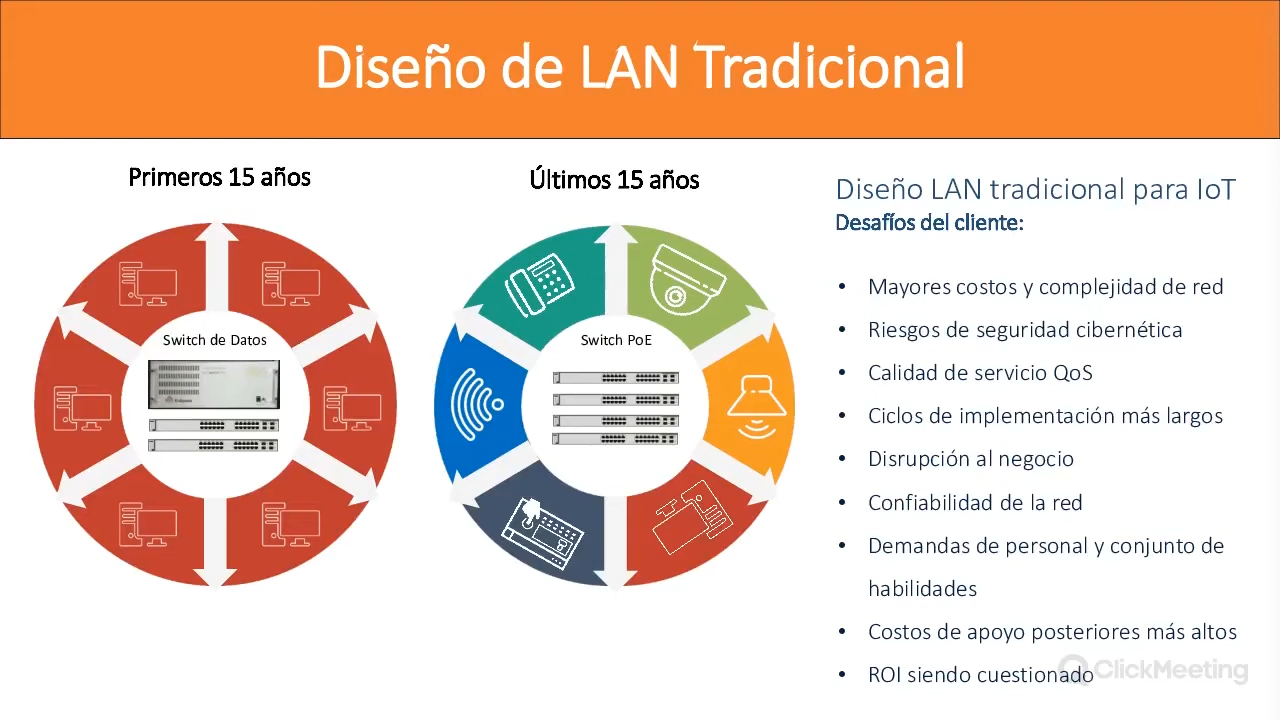 Diseño de LAN Tradicional
Primeros 15 años
Últimos 15 años
Switch de Datos
Switch PoE
Diseño LAN tradicional para IoT
Desafíos del cliente:
• Mayores costos y complejidad de red
• Riesgos de seguridad cibernética
• Calidad de servicio QoS
• Ciclos de implementación más largos
• Disrupción al negocio
• Confiabilidad de la red
• Demandas de personal y conjunto de
habilidades
• Costos de apoyo posteriores más altos
• ROI siendo cuestionado
ClickMeeting